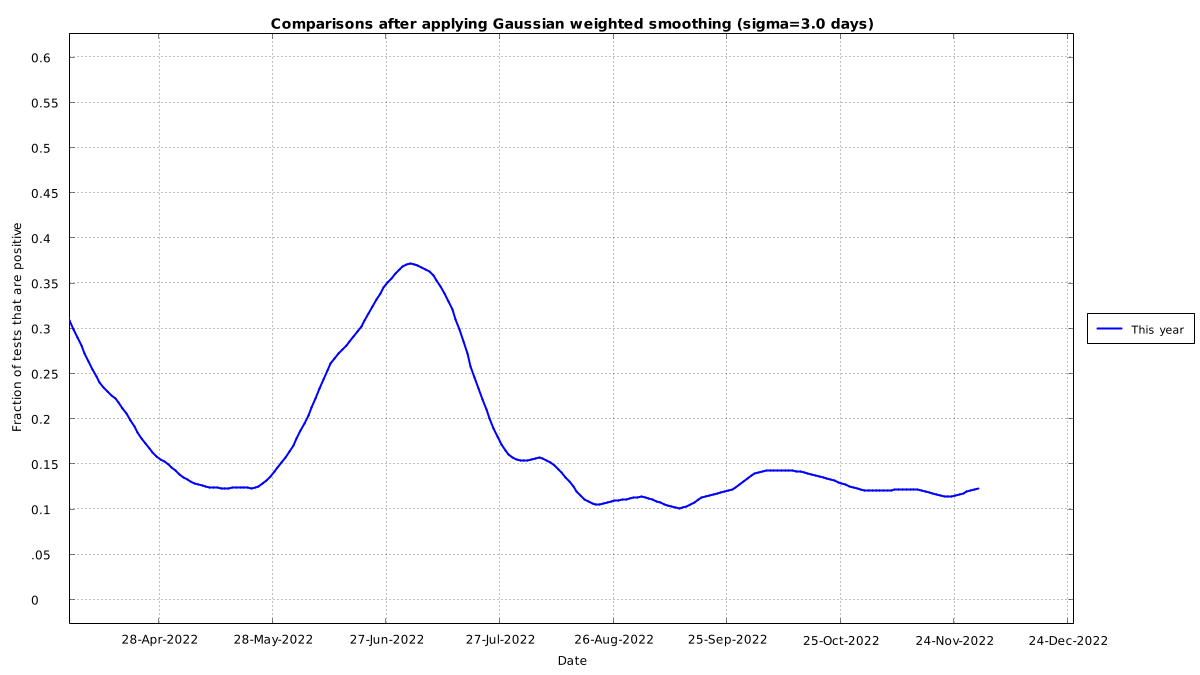 Comparisons after applying Gaussian weighted smoothing (sigma=3.0 days)
0.6
0.55
0.5
0.45
0.4
0.35
0.3
0.25
0.2
0.15
0.1
.05
0
Fraction of tests that are positive
28-Apr-2022 28-May-2022 27-Jun-2022 27-Jul-2022 26-Aug-2022 25-Sep-2022 25-Oct-2022 24-Nov-2022 24-Dec-2022
Date
This year